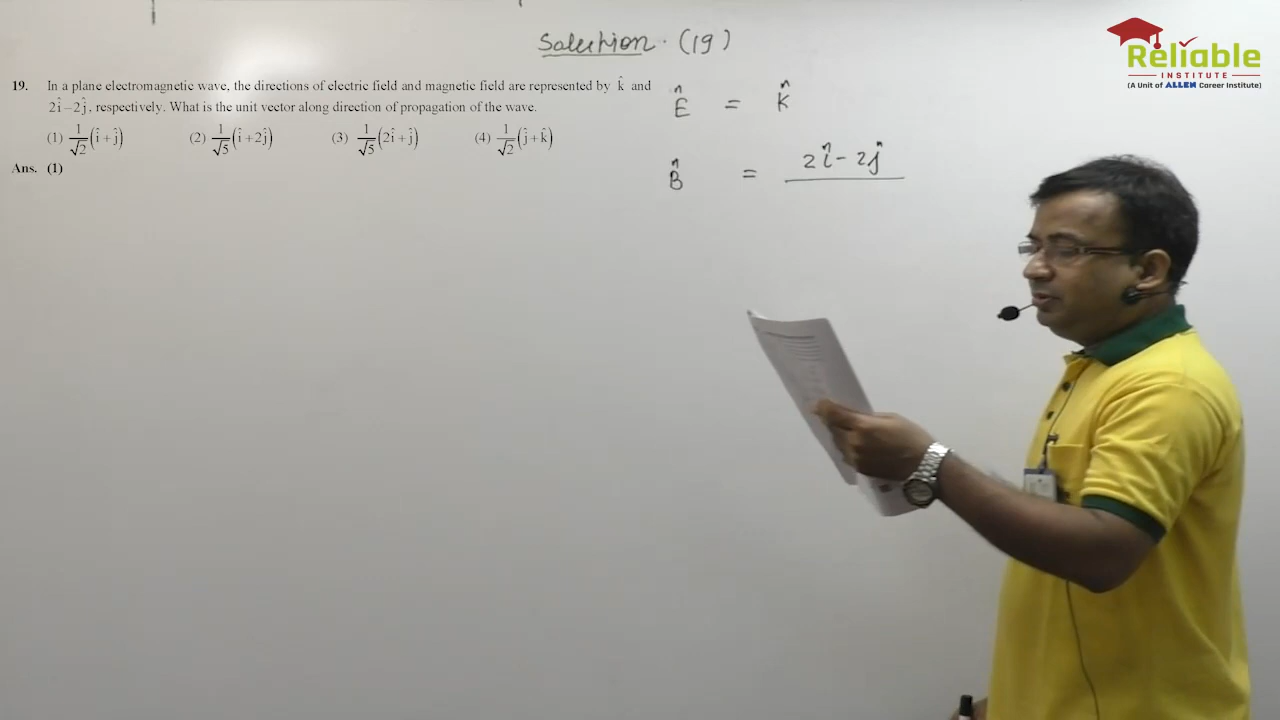 Solution. (19)
Reliable
INSTITUTE
(A Unit of ALLEN Career Institute)
19. In a plane electromagnetic wave, the directions of electric field and magnetic field are represented by k̂ and
2î – 2ĵ, respectively. What is the unit vector along direction of propagation of the wave.
(1) 1/√2 (î + ĵ) (2) 1/√5 (î + 2ĵ) (3) 1/√5 (2î + ĵ) (4) 1/√2 (ĵ + k̂)
Ans. (1)
Ê = k̂
B̂ = 2î – 2ĵ